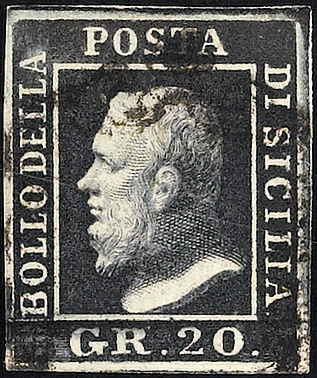 BOLLO DELLA
POSTA
DI SICILIA
GR. 20.